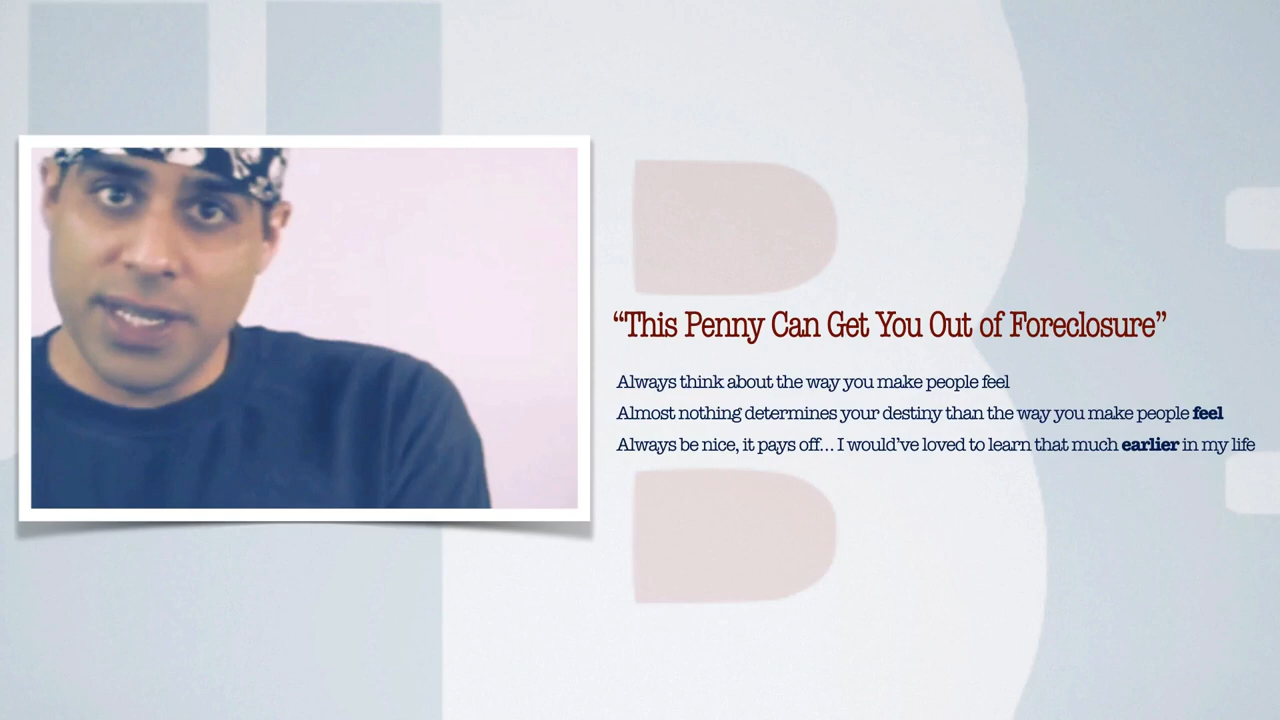 “This Penny Can Get You Out of Foreclosure”
Always think about the way you make people feel
Almost nothing determines your destiny than the way you make people feel
Always be nice, it pays off... I would’ve loved to learn that much earlier in my life